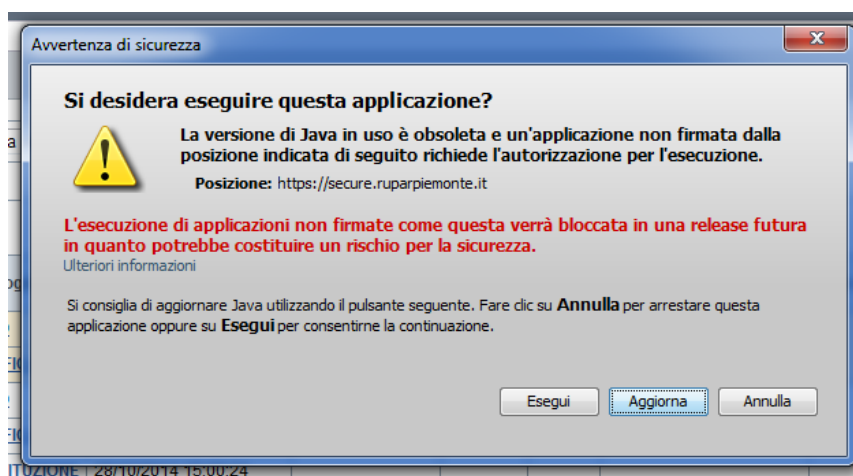 Avvertenza di sicurezza
Si desidera eseguire questa applicazione?
La versione di Java in uso è obsoleta e un'applicazione non firmata dalla
posizione indicata di seguito richiede l'autorizzazione per l'esecuzione.
Posizione: https://secure.ruparpiemonte.it
L'esecuzione di applicazioni non firmate come questa verrà bloccata in una release futura
in quanto potrebbe costituire un rischio per la sicurezza.
Ulteriori informazioni
Si consiglia di aggiornare Java utilizzando il pulsante seguente. Fare clic su Annulla per arrestare questa
applicazione oppure su Esegui per consentirne la continuazione.
Esegui Aggiorna Annulla
28/10/2014 15:00:24